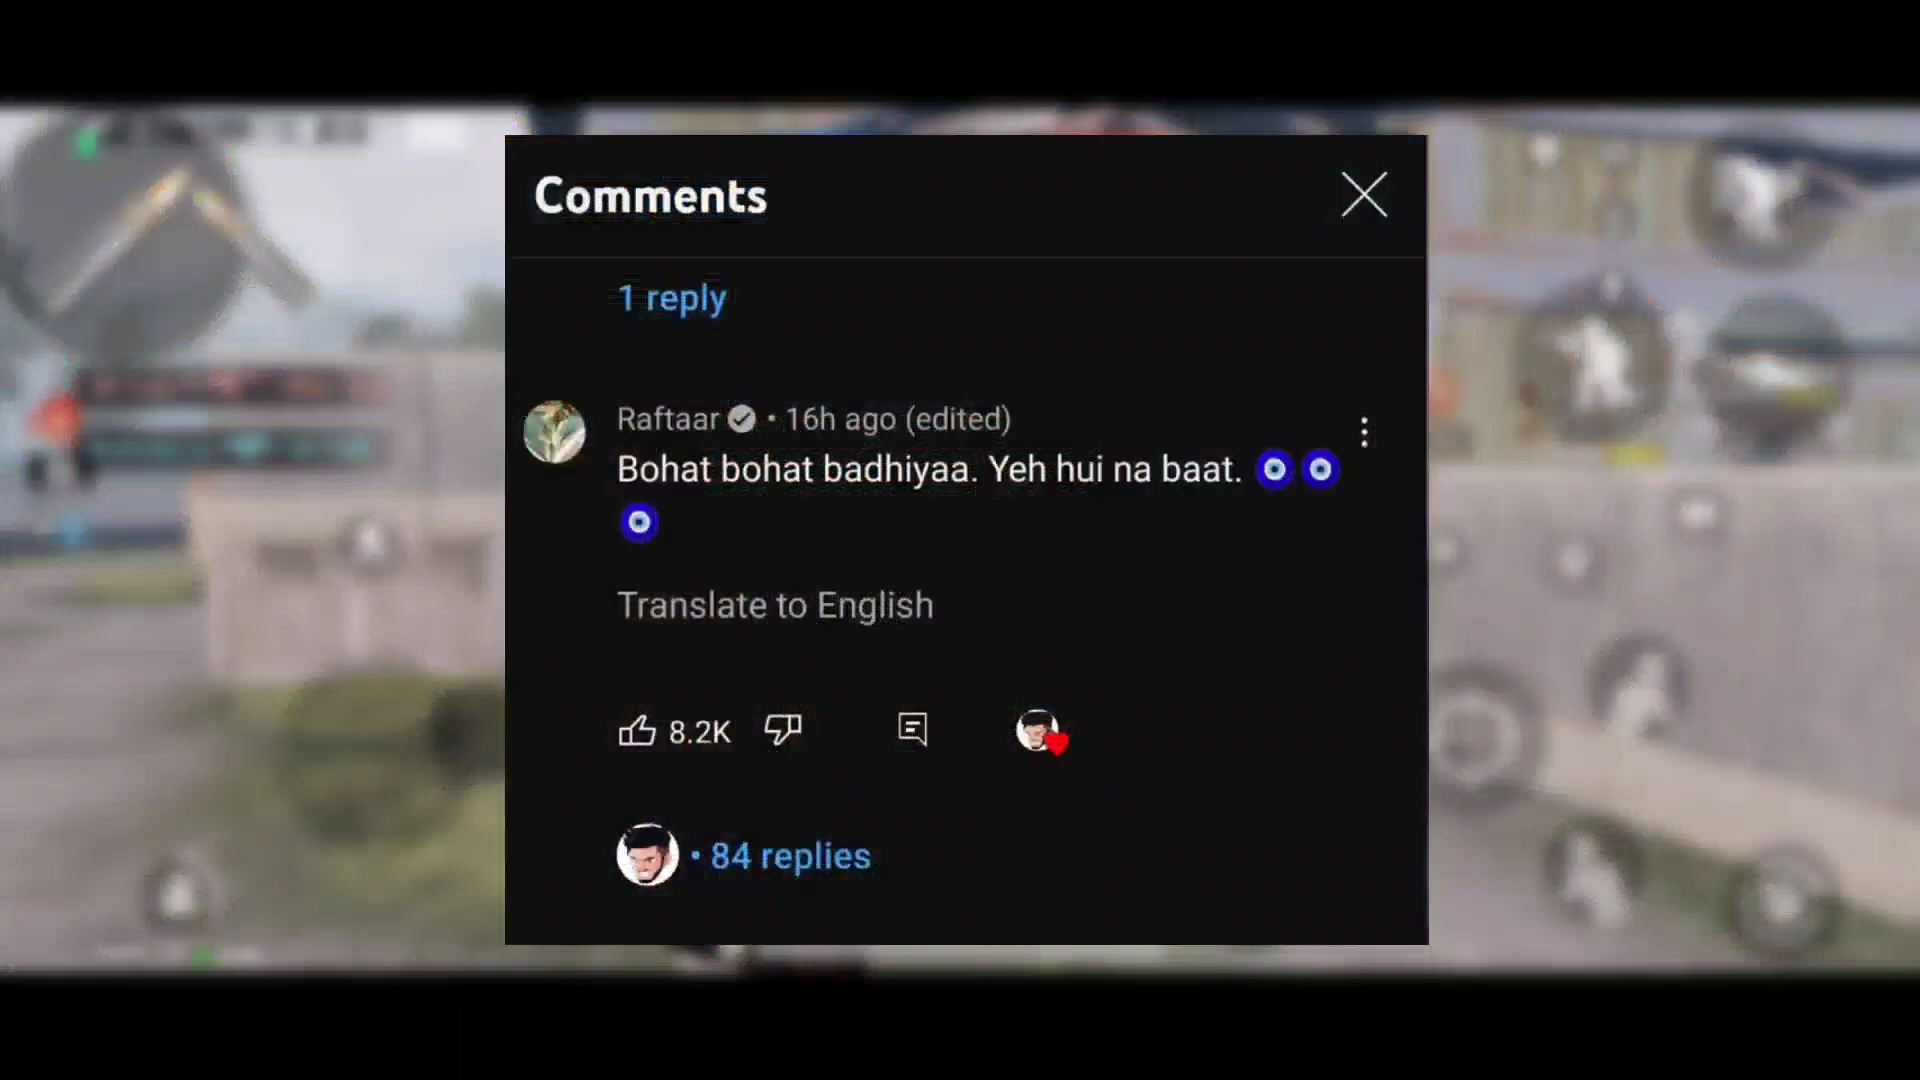 Comments
1 reply
Raftaar • 16h ago (edited)
Bohat bohat badhiyaa. Yeh hui na baat. 🧿🧿
🧿
Translate to English
8.2K
• 84 replies